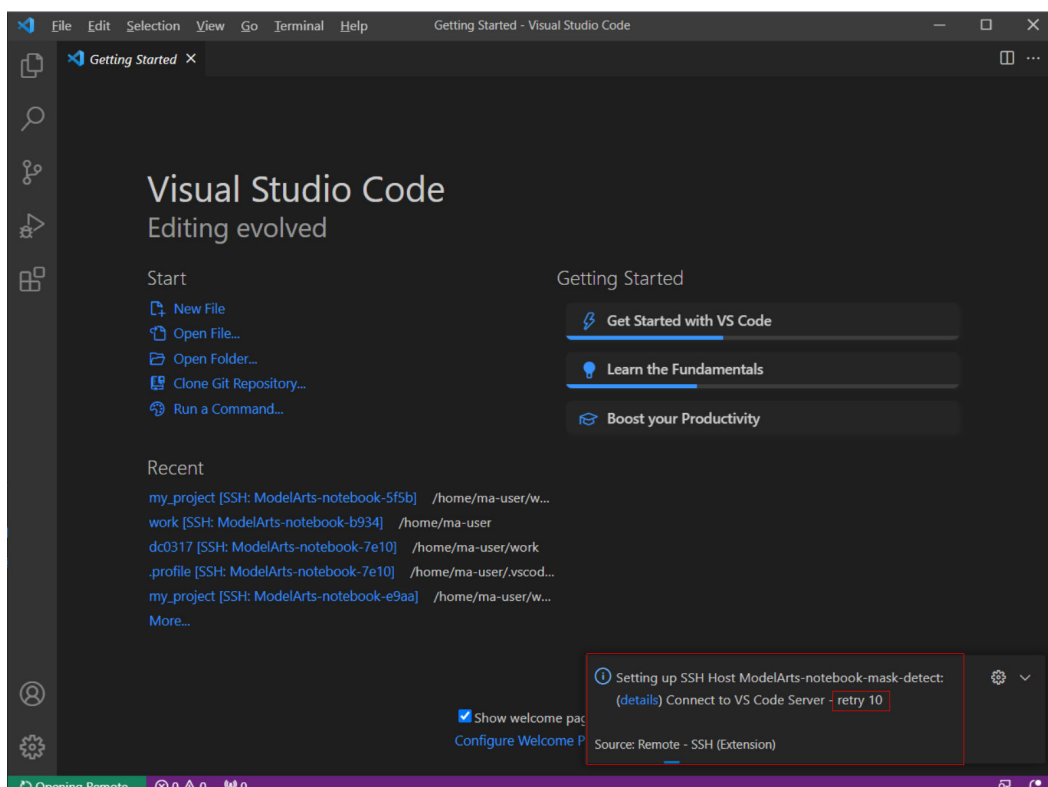 File Edit Selection View Go Terminal Help Getting Started - Visual Studio Code
Getting Started
Visual Studio Code
Editing evolved
Start
New File
Open File...
Open Folder...
Clone Git Repository...
Run a Command...
Getting Started
Get Started with VS Code
Learn the Fundamentals
Boost your Productivity
Recent
my_project [SSH: ModelArts-notebook-5f5b] /home/ma-user/w...
work [SSH: ModelArts-notebook-b934] /home/ma-user
dc0317 [SSH: ModelArts-notebook-7e10] /home/ma-user/work
.profile [SSH: ModelArts-notebook-7e10] /home/ma-user/.vscod...
my_project [SSH: ModelArts-notebook-e9aa] /home/ma-user/w...
More...
Setting up SSH Host ModelArts-notebook-mask-detect:
(details) Connect to VS Code Server - retry 10
Source: Remote - SSH (Extension)
Show welcome pag
Configure Welcome P
Opening Remote... 0 0 0